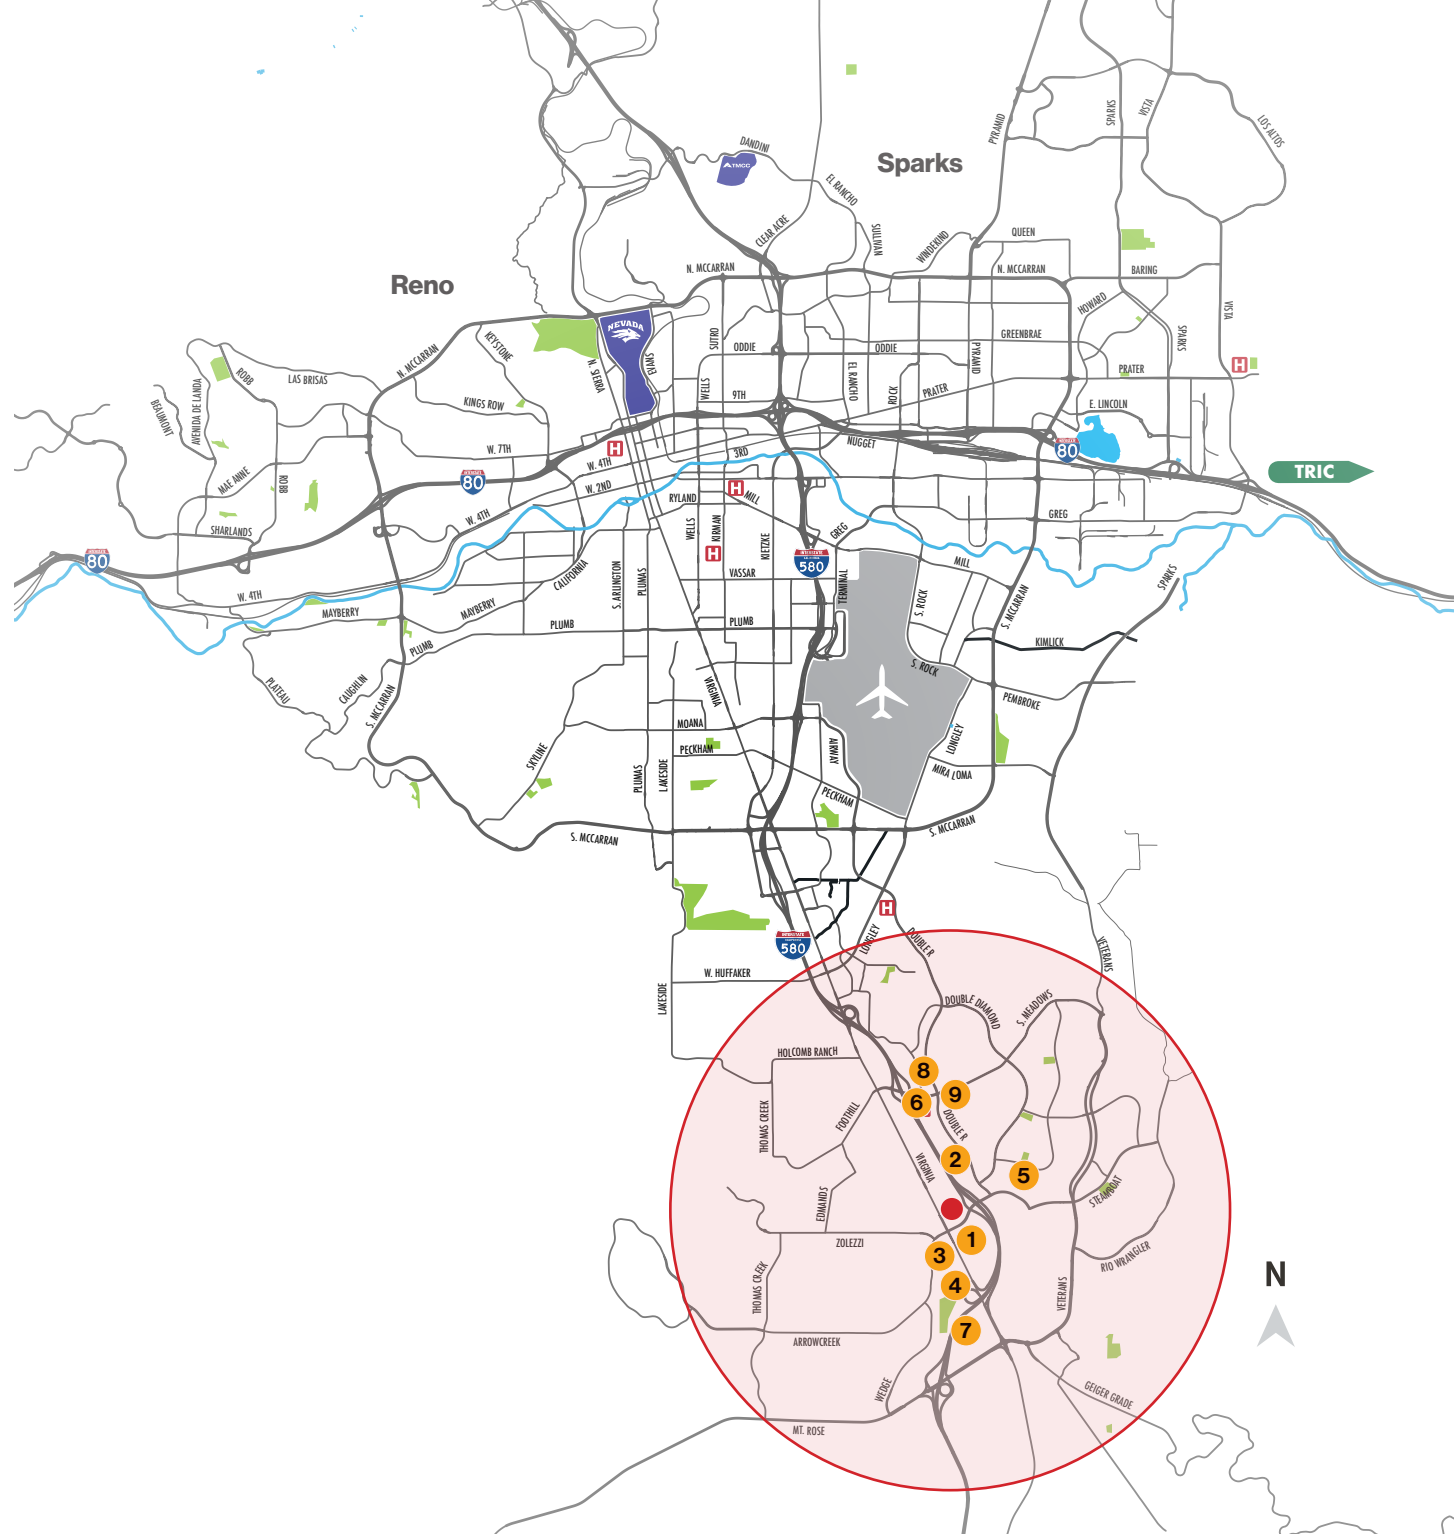 DANDINI
TMCC
Sparks
EL RANCHO
SULLIVAN
CLEAR ACRE
WINDEKIND
PYRAMID
SPARKS
VISTA
LOS ALTOS
QUEEN
N. MCCARRAN
N. MCCARRAN
BARING
Reno
HOWARD
VISTA
NEVADA
N. MCCARRAN
KEYSTONE
N. SIERRA
EVANS
SUTRO
ODDIE
ODDIE
GREENBRAE
PYRAMID
SPARKS
PRATER
H
ROBB
LAS BRISAS
AVENIDA DE LANDA
BEAUMONT
KINGS ROW
WELLS
9TH
EL RANCHO
ROCK
PRATER
E. LINCOLN
W. 7TH
H
W. 4TH
3RD
NUGGET
80
TRIC
MAE ANNE
ROBB
80
W. 2ND
RYLAND
H
MILL
W. 4TH
SHARLANDS
WELLS
KIRMAN
KIETZKE
GREG
GREG
H
INTERSTATE
580
MILL
80
CALIFORNIA
S. ARLINGTON
PLUMAS
VASSAR
TERMINAL
S. ROCK
S. MCCARRAN
SPARKS
W. 4TH
MAYBERRY
MAYBERRY
PLUMB
PLUMB
PLUMB
KIMLICK
S. ROCK
PLATEAU
CAUGHLIN
S. MCCARRAN
VIRGINIA
PEMBROKE
MOANA
PECKHAM
LONGLEY
AIRWAY
MIRA LOMA
SKYLINE
PLUMAS
LAKESIDE
PECKHAM
S. MCCARRAN
S. MCCARRAN
H
INTERSTATE
580
LONGLEY
DOUBLE R
VETERANS
W. HUFFAKER
LAKESIDE
DOUBLE DIAMOND
S. MEADOWS
HOLCOMB RANCH
8
9
6
THOMAS CREEK
FOOTHILL
DOUBLE R
2
5
VIRGINIA
STEAMBOAT
EDMANDS
ZOLEZZI
1
3
RIO WRANGLER
N
THOMAS CREEK
4
VETERANS
7
ARROWCREEK
WEDGE
GEIGER GRADE
MT. ROSE